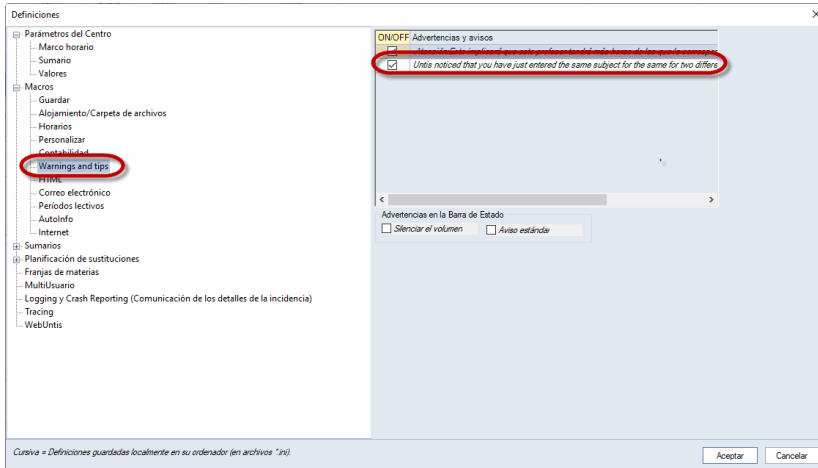 Definiciones
Parámetros del Centro
Marco horario
Sumario
Valores
Macros
Guardar
Alojamiento/Carpeta de archivos
Horarios
Personalizar
Contabilidad
Warnings and tips
HTML
Correo electrónico
Períodos lectivos
AutoInfo
Internet
Sumarios
Planificación de sustituciones
Franjas de materias
MultiUsuario
Logging y Crash Reporting (Comunicación de los detalles de la incidencia)
Tracing
WebUntis
ON/OFF Advertencias y avisos
Untis noticed that you have just entered the same subject for the same for two differe
Advertencias en la Barra de Estado
Silenciar el volumen Aviso estándar
Cursiva = Definiciones guardadas localmente en su ordenador (en archivos *.ini).
Aceptar Cancelar